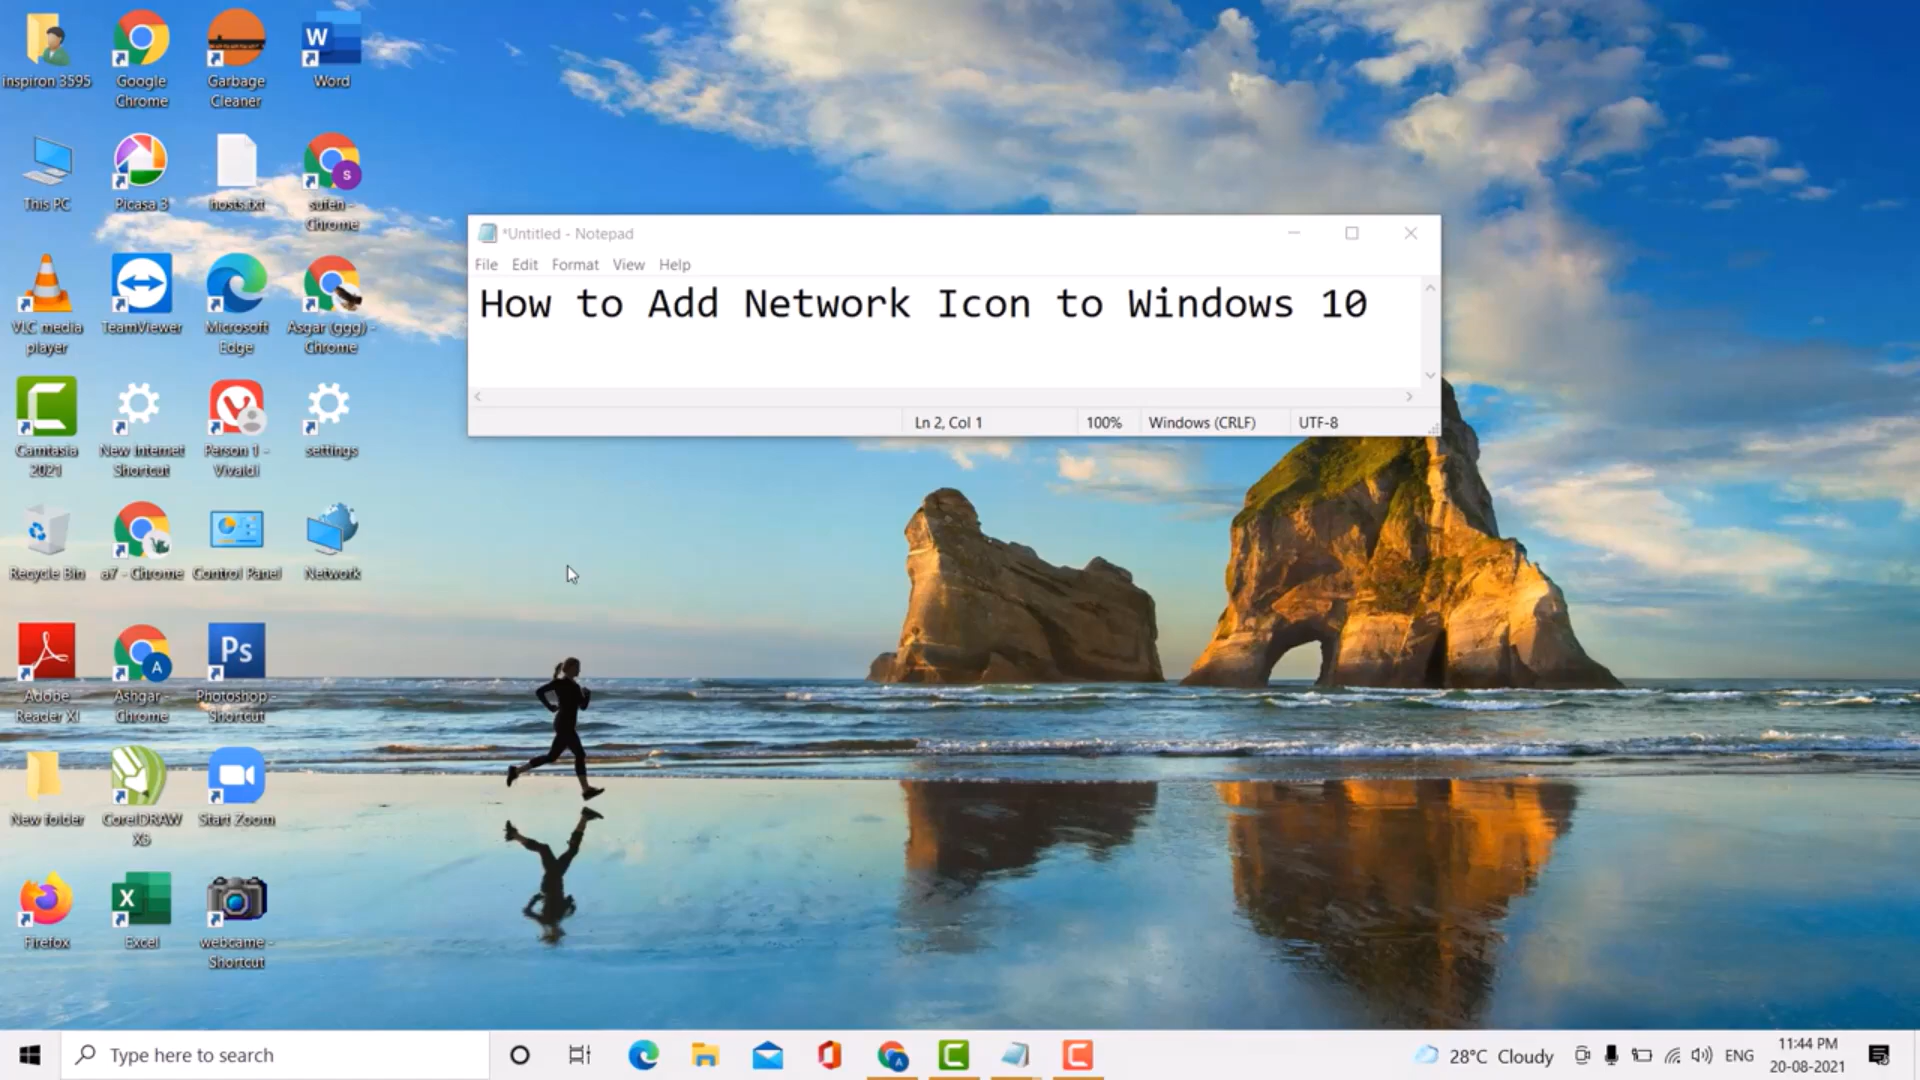 inspiron 3595
Google Chrome
Garbage Cleaner
W
Word
This PC
Picasa 3
hosts.txt
s
sufen - Chrome
VLC media player
TeamViewer
Microsoft Edge
Asgar (ggg) - Chrome
Camtasia 2021
New Internet Shortcut
Person 1 - Vivaldi
settings
Recycle Bin
a7 - Chrome
Control Panel
Network
Adobe Reader XI
A
Ashgar - Chrome
Ps
Photoshop - Shortcut
New folder
CorelDRAW X5
Start Zoom
Firefox
X
Excel
webcame - Shortcut
*Untitled - Notepad
File Edit Format View Help
How to Add Network Icon to Windows 10
Ln 2, Col 1 100% Windows (CRLF) UTF-8
Type here to search
A
28°C Cloudy
ENG
11:44 PM
20-08-2021